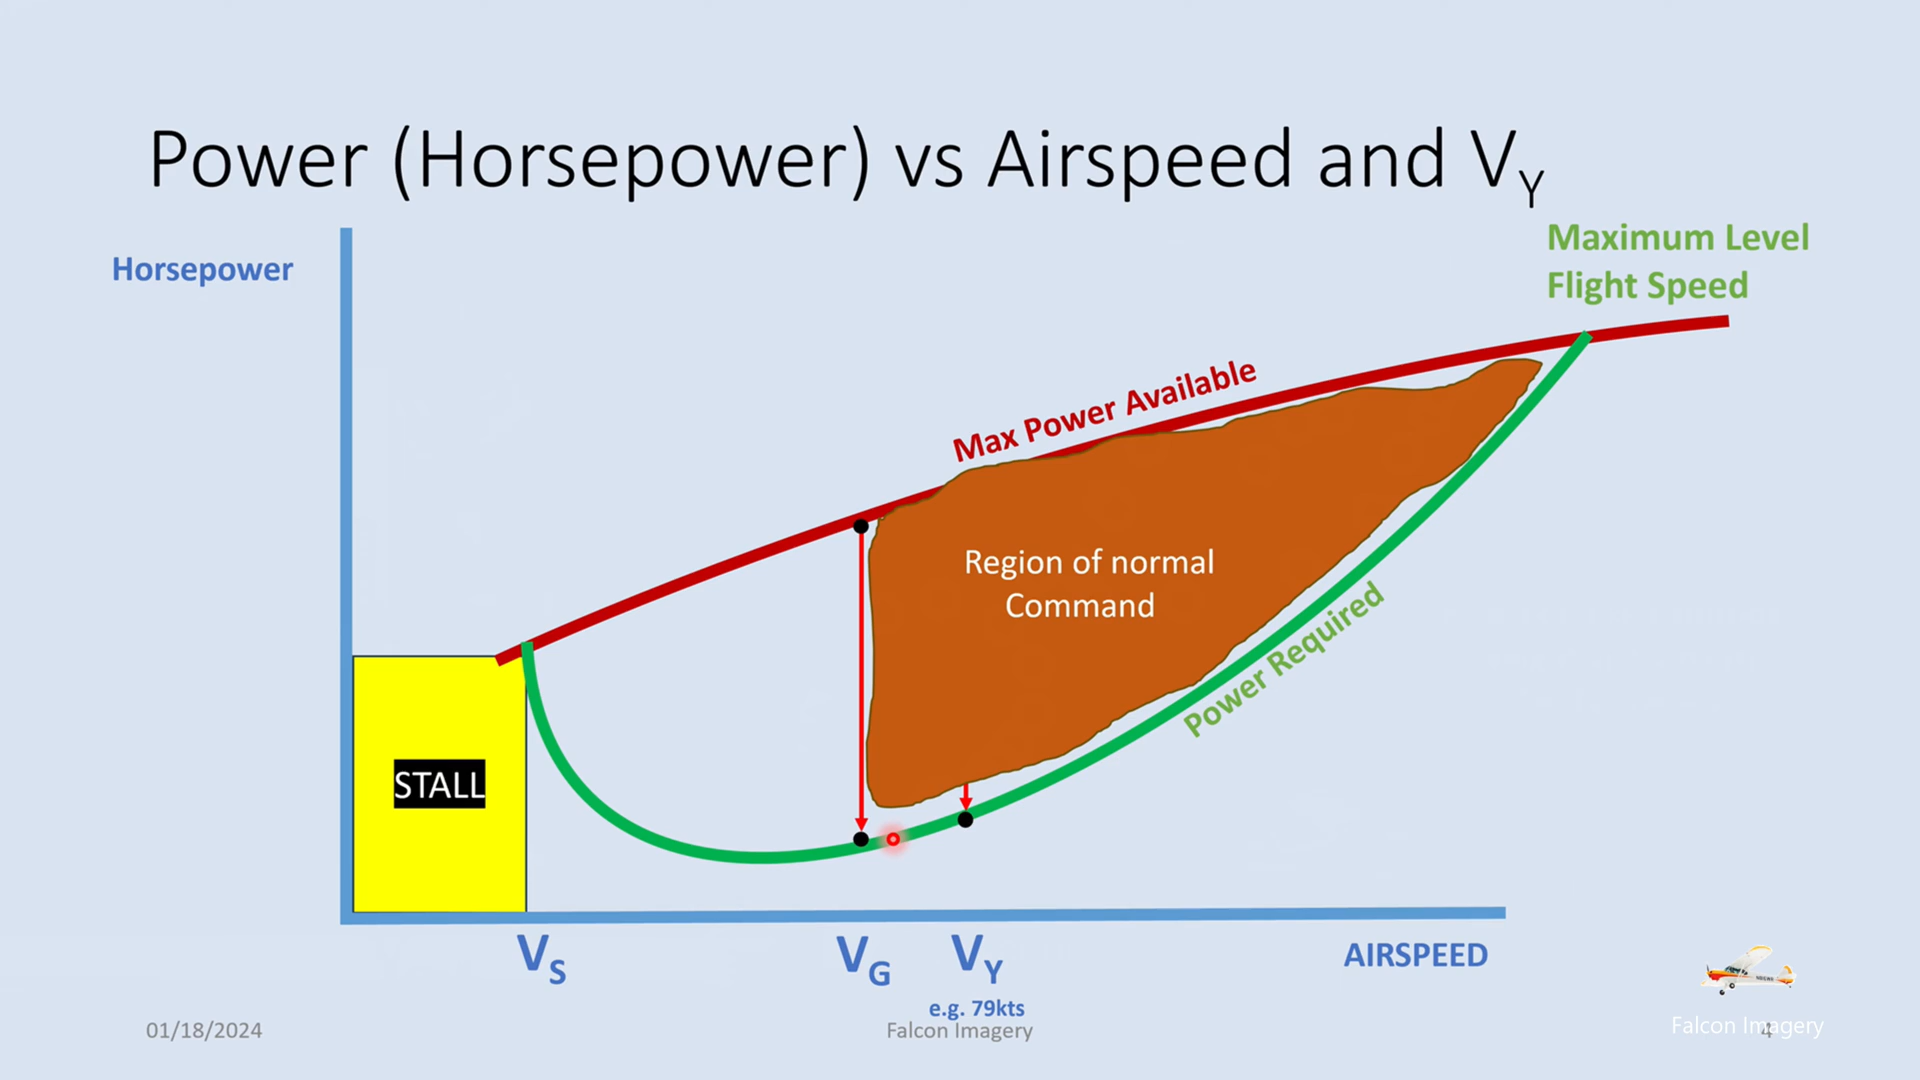 Power (Horsepower) vs Airspeed and VY
Maximum Level
Flight Speed
Horsepower
Max Power Available
Region of normal
Command
Power Required
STALL
VS
VG
VY
AIRSPEED
e.g. 79kts
01/18/2024
Falcon Imagery
Falcon Imagery
4